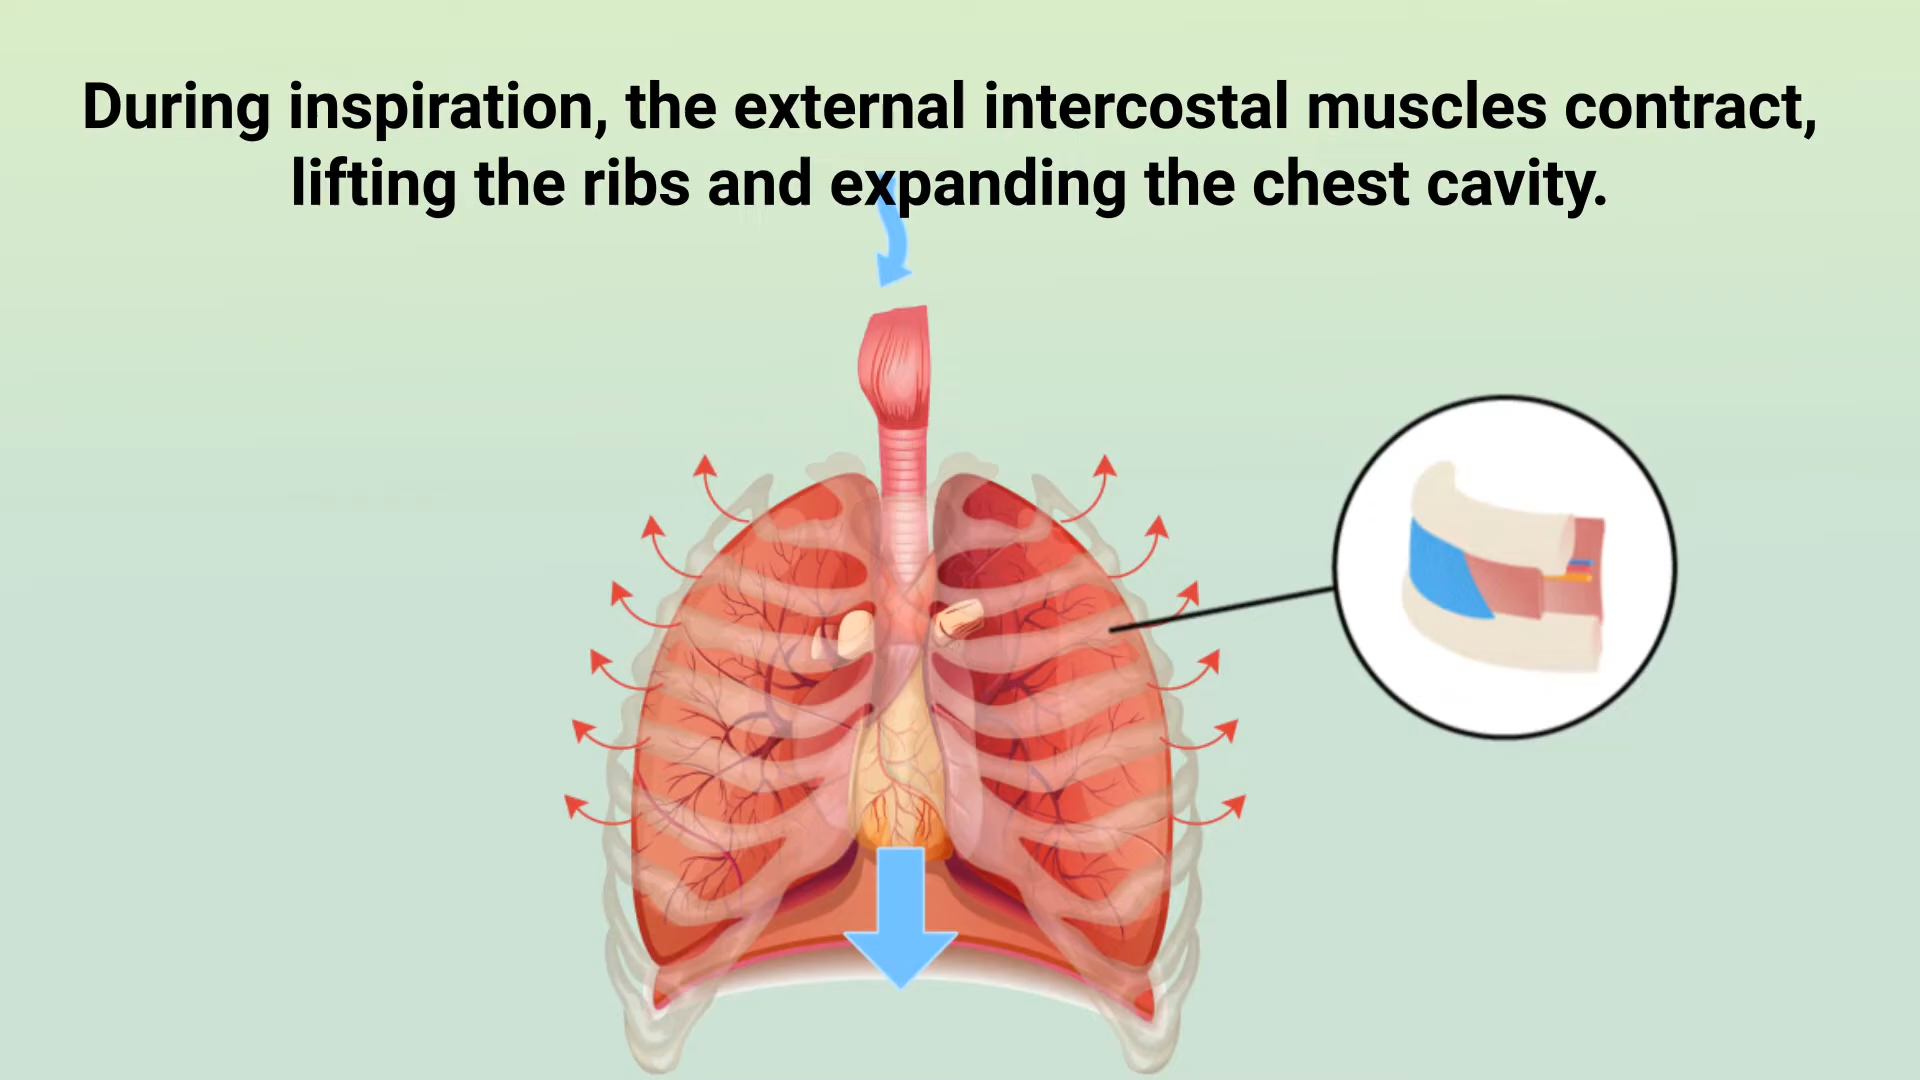 During inspiration, the external intercostal muscles contract,
lifting the ribs and expanding the chest cavity.